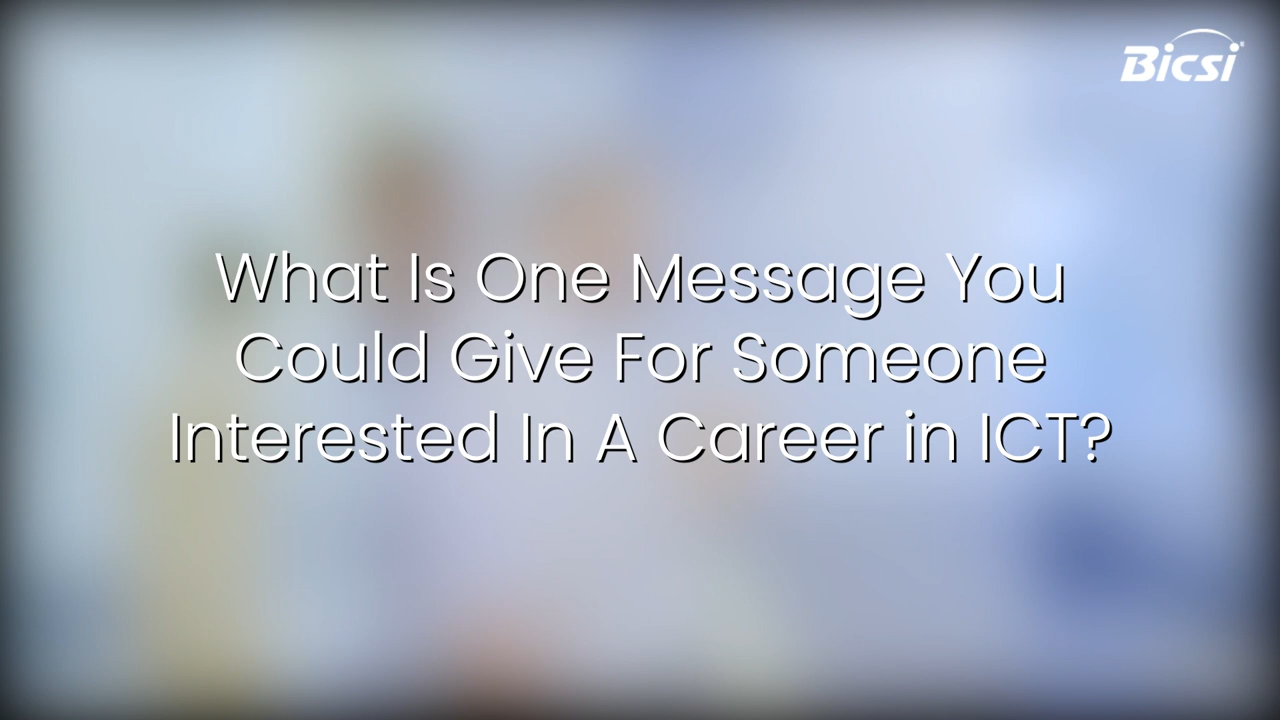 Bicsi
What Is One Message You
Could Give For Someone
Interested In A Career in ICT?